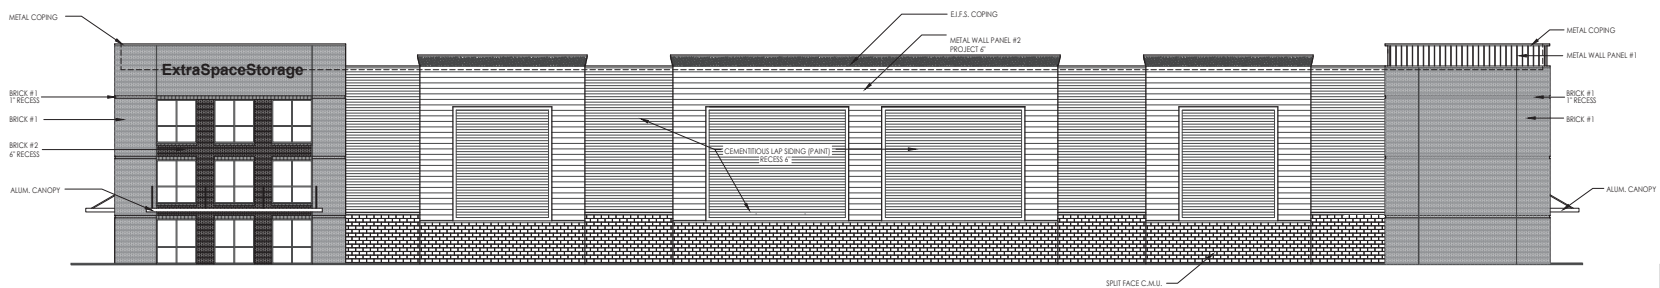 METAL COPING
E.I.F.S. COPING
METAL WALL PANEL #2
PROJECT 6"
METAL COPING
METAL WALL PANEL #1
ExtraSpaceStorage
BRICK #1
1" RECESS
BRICK #1
BRICK #2
6" RECESS
ALUM. CANOPY
CEMENTITIOUS LAP SIDING (PAINT)
RECESS 6"
BRICK #1
1" RECESS
BRICK #1
ALUM. CANOPY
SPLIT FACE C.M.U.